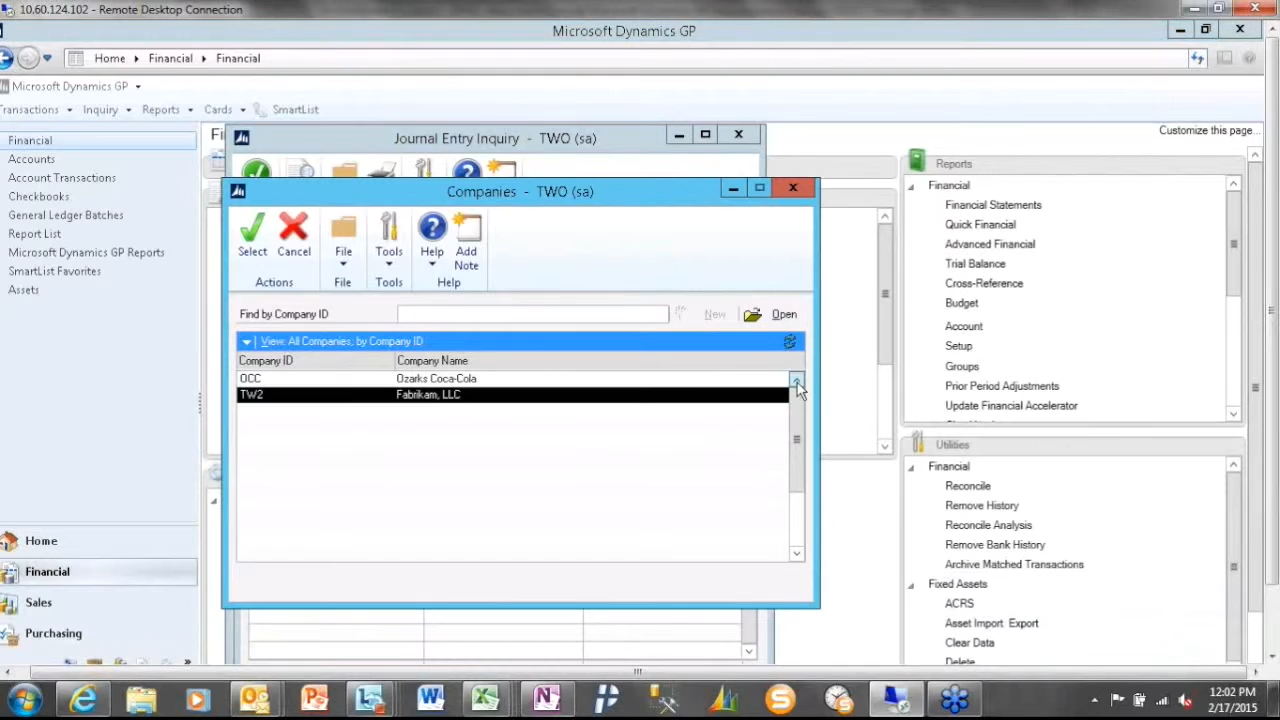 10.60.124.102 - Remote Desktop Connection
Microsoft Dynamics GP
Home Financial Financial
Microsoft Dynamics GP
Transactions Inquiry Reports Cards SmartList
Customize this page...
Financial
Accounts
Account Transactions
Checkbooks
General Ledger Batches
Report List
Microsoft Dynamics GP Reports
SmartList Favorites
Assets
Home
Financial
Sales
Purchasing
Fi
Journal Entry Inquiry - TWO (sa)
Companies - TWO (sa)
Select Cancel File Tools Help Add Note
Actions File Tools Help
Find by Company ID New Open
View: All Companies; by Company ID
Company ID Company Name
OCC Ozarks Coca-Cola
TW2 Fabrikam, LLC
Reports
Financial
Financial Statements
Quick Financial
Advanced Financial
Trial Balance
Cross-Reference
Budget
Account
Setup
Groups
Prior Period Adjustments
Update Financial Accelerator
Utilities
Financial
Reconcile
Remove History
Reconcile Analysis
Remove Bank History
Archive Matched Transactions
Fixed Assets
ACRS
Asset Import Export
Clear Data
Delete
12:02 PM
2/17/2015